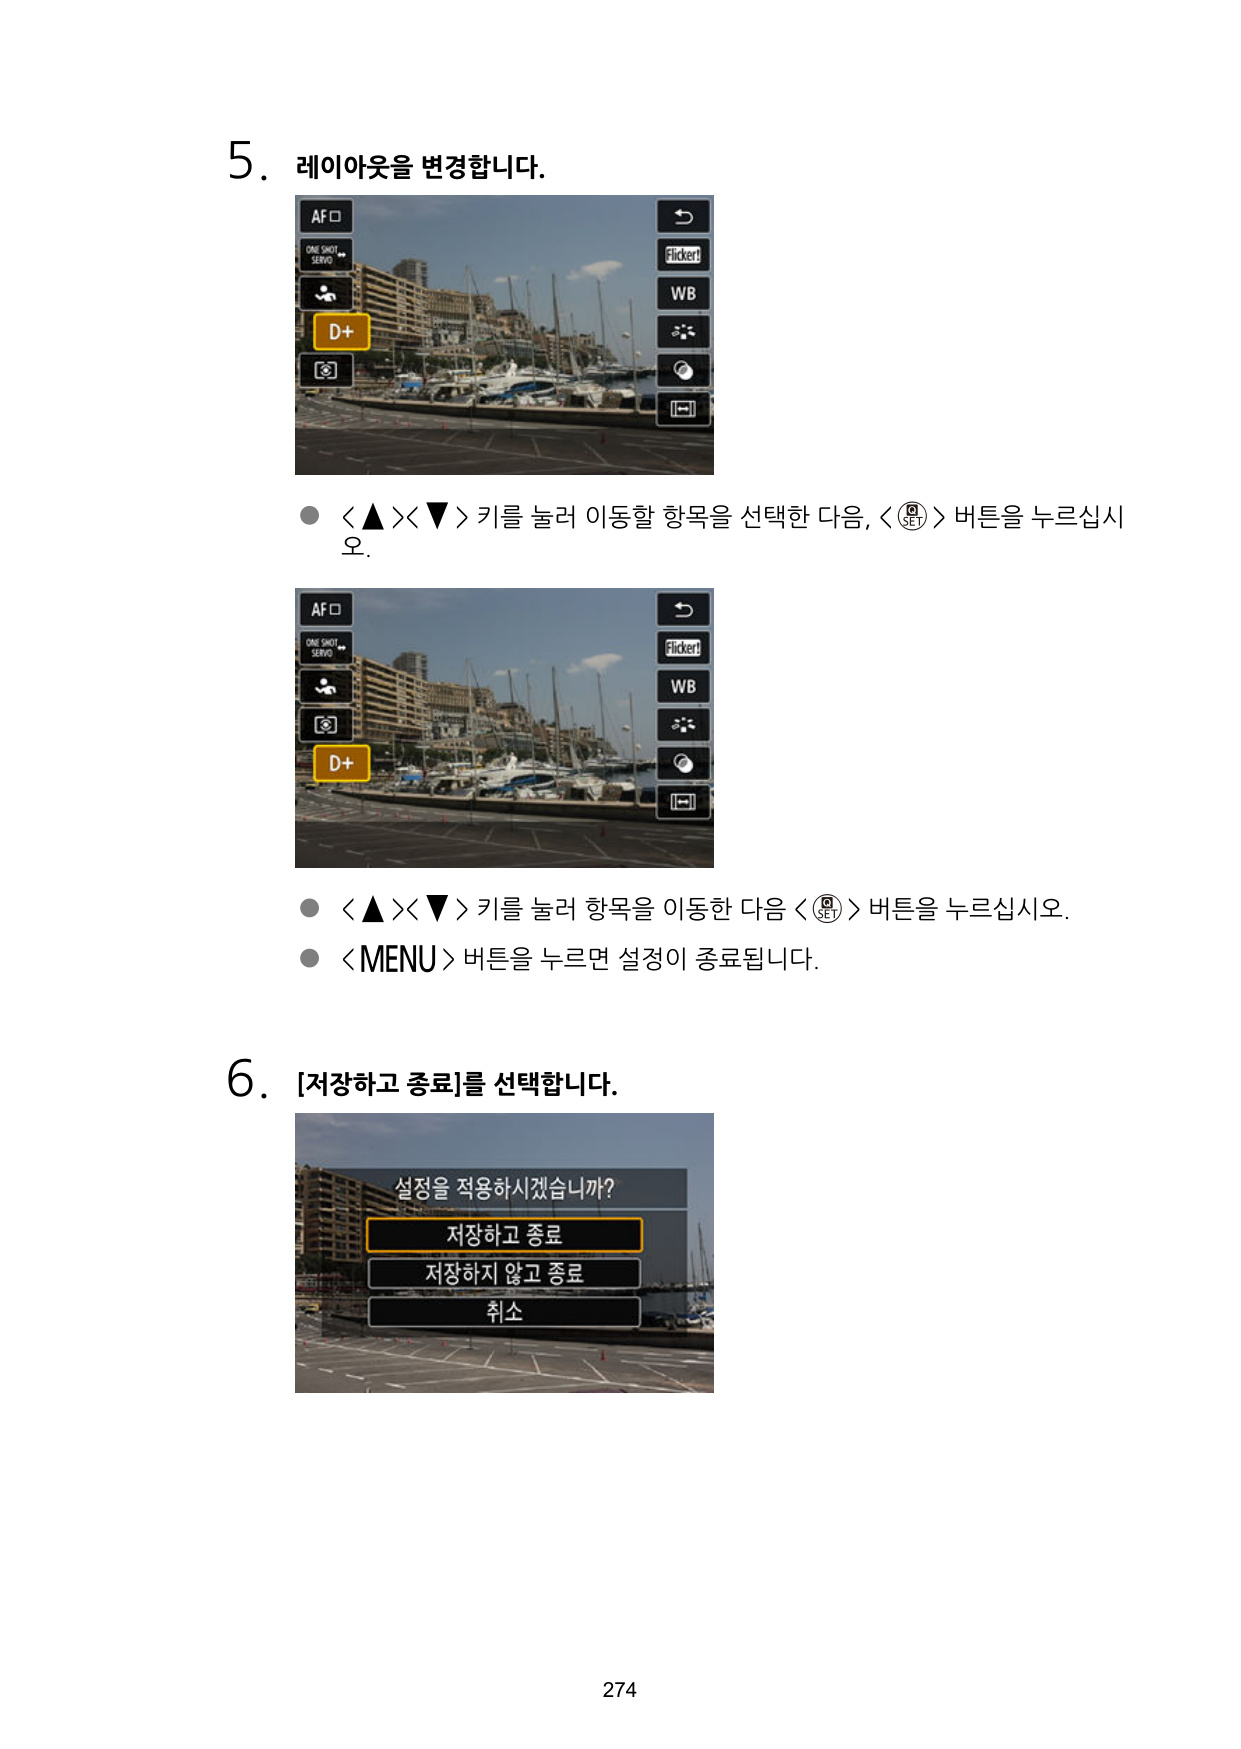 5. 레이아웃을 변경합니다.
AF
ONE SHOT
SERVO
D+
Flicker!
WB
● <▲><▼> 키를 눌러 이동할 항목을 선택한 다음, <Q SET> 버튼을 누르십시
오.
AF
ONE SHOT
SERVO
D+
Flicker!
WB
● <▲><▼> 키를 눌러 항목을 이동한 다음 <Q SET> 버튼을 누르십시오.
● <MENU> 버튼을 누르면 설정이 종료됩니다.
6. [저장하고 종료]를 선택합니다.
설정을 적용하시겠습니까?
저장하고 종료
저장하지 않고 종료
취소
274